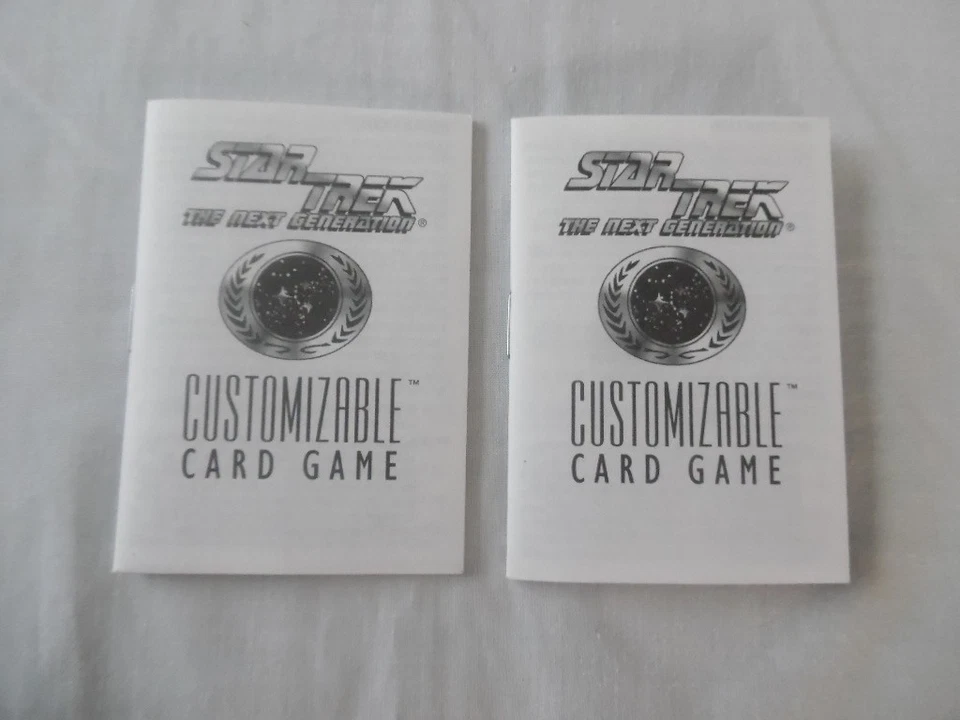 STAR
TREK
THE NEXT GENERATION®
CUSTOMIZABLE™
CARD GAME
STAR
TREK
THE NEXT GENERATION®
CUSTOMIZABLE™
CARD GAME